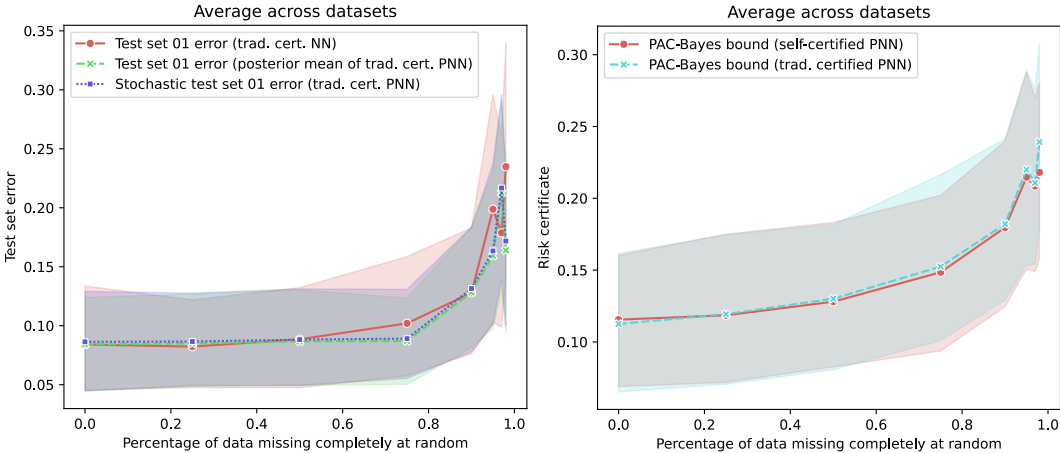 Average across datasets
Test set error
0.35
0.30
0.25
0.20
0.15
0.10
0.05
Test set 01 error (trad. cert. NN)
Test set 01 error (posterior mean of trad. cert. PNN)
Stochastic test set 01 error (trad. cert. PNN)
0.0 0.2 0.4 0.6 0.8 1.0
Percentage of data missing completely at random
Average across datasets
Risk certificate
0.30
0.25
0.20
0.15
0.10
PAC-Bayes bound (self-certified PNN)
PAC-Bayes bound (trad. certified PNN)
0.0 0.2 0.4 0.6 0.8 1.0
Percentage of data missing completely at random